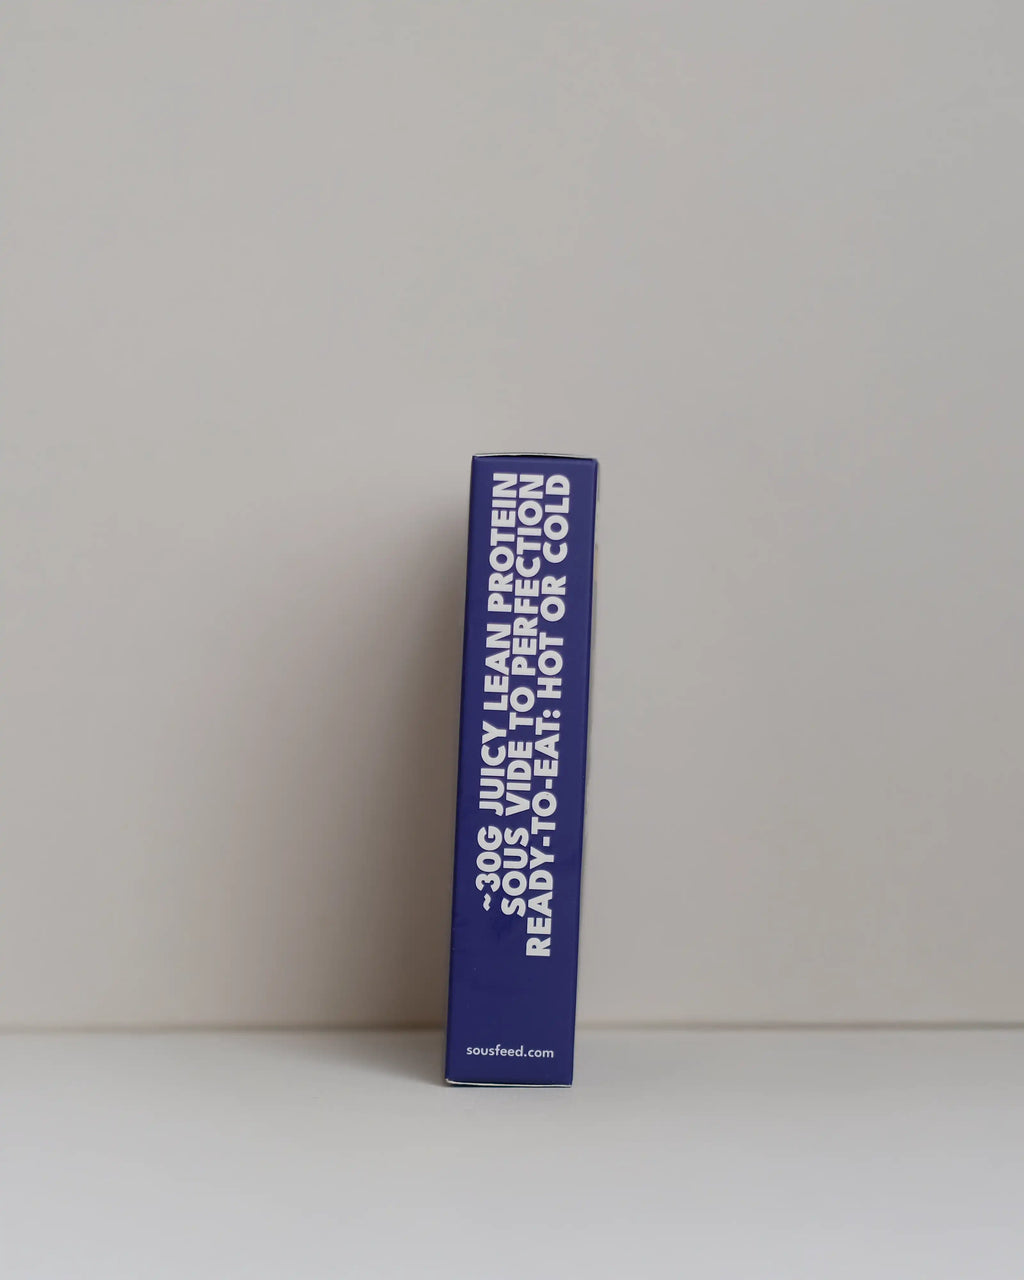 ~30G JUICY LEAN PROTEIN
SOUS VIDE TO PERFECTION
READY-TO-EAT: HOT OR COLD
sousfeed.com